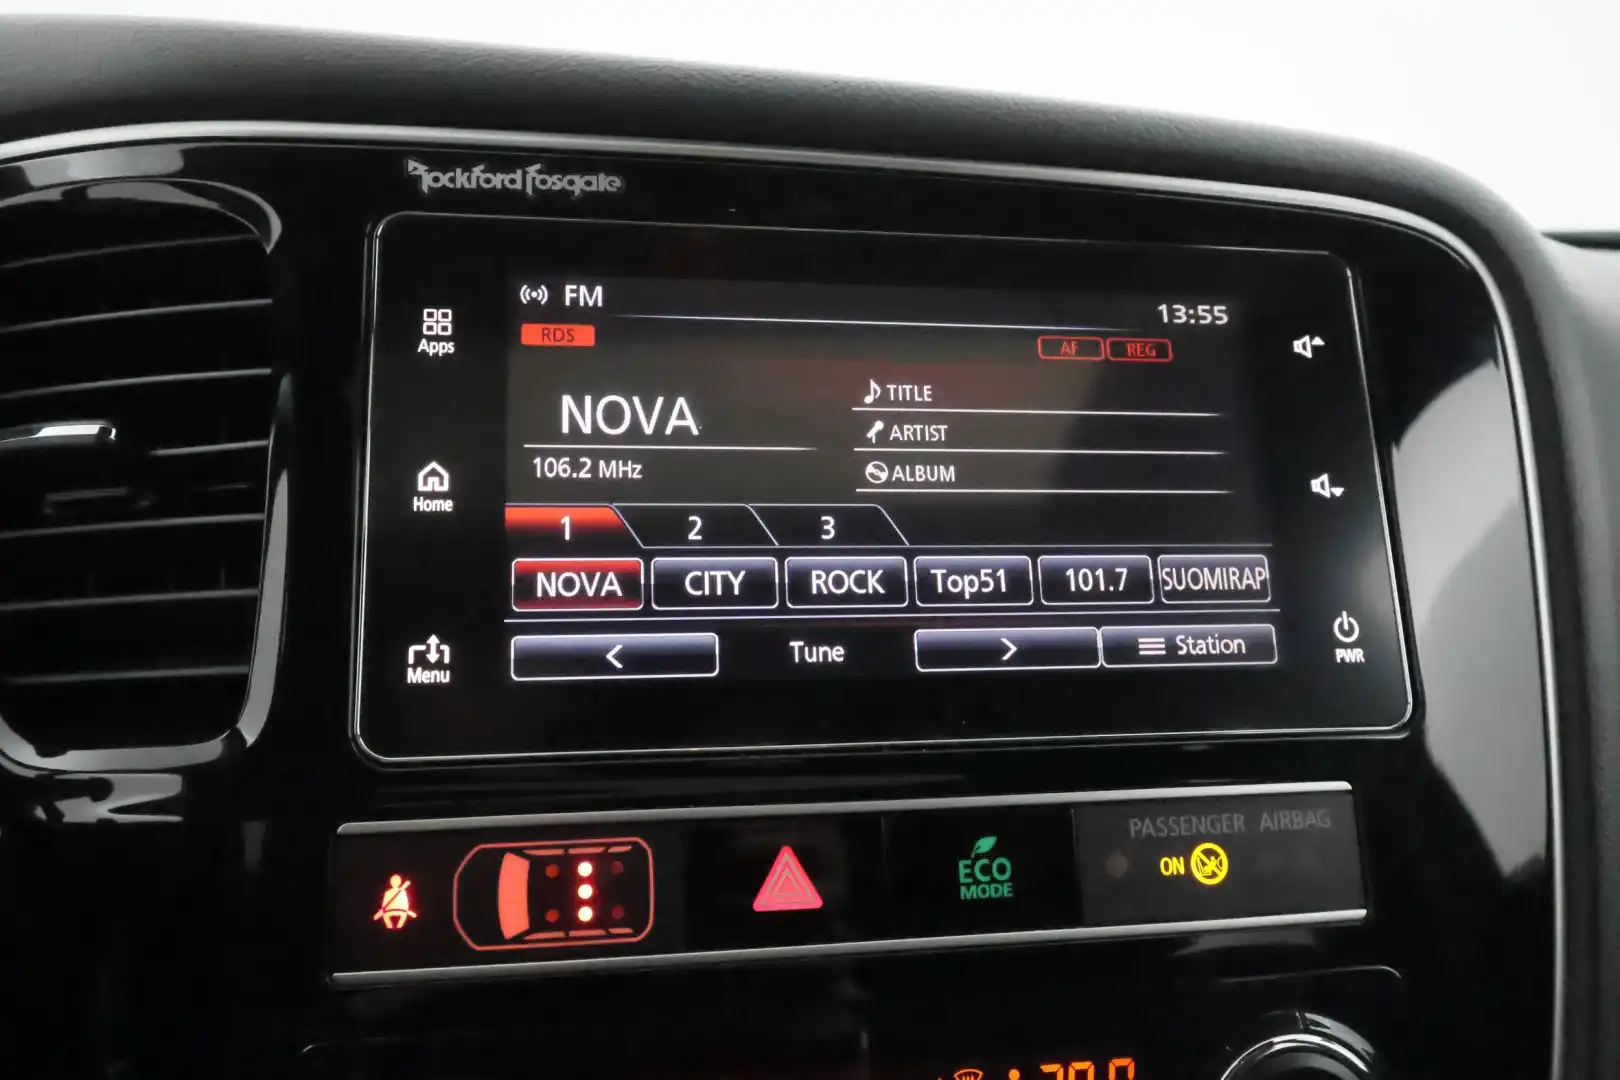 Rockford Fosgate
FM
13:55
RDS
AF REG
Apps
NOVA
106.2 MHz
TITLE
ARTIST
ALBUM
Home
1 2 3
NOVA CITY ROCK Top51 101.7 SUOMIRAP
< Tune > Station
Menu
PWR
PASSENGER AIRBAG
ON
ECO
MODE